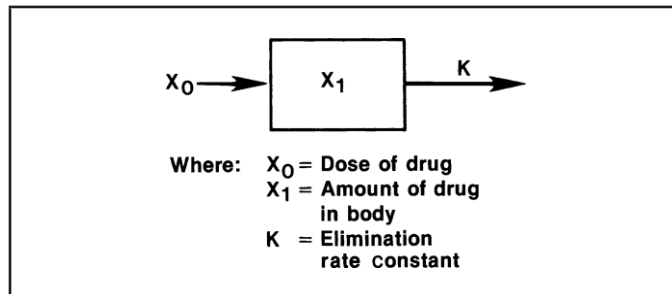 X₀ X₁ K
Where: X₀ = Dose of drug
X₁ = Amount of drug
in body
K = Elimination
rate constant